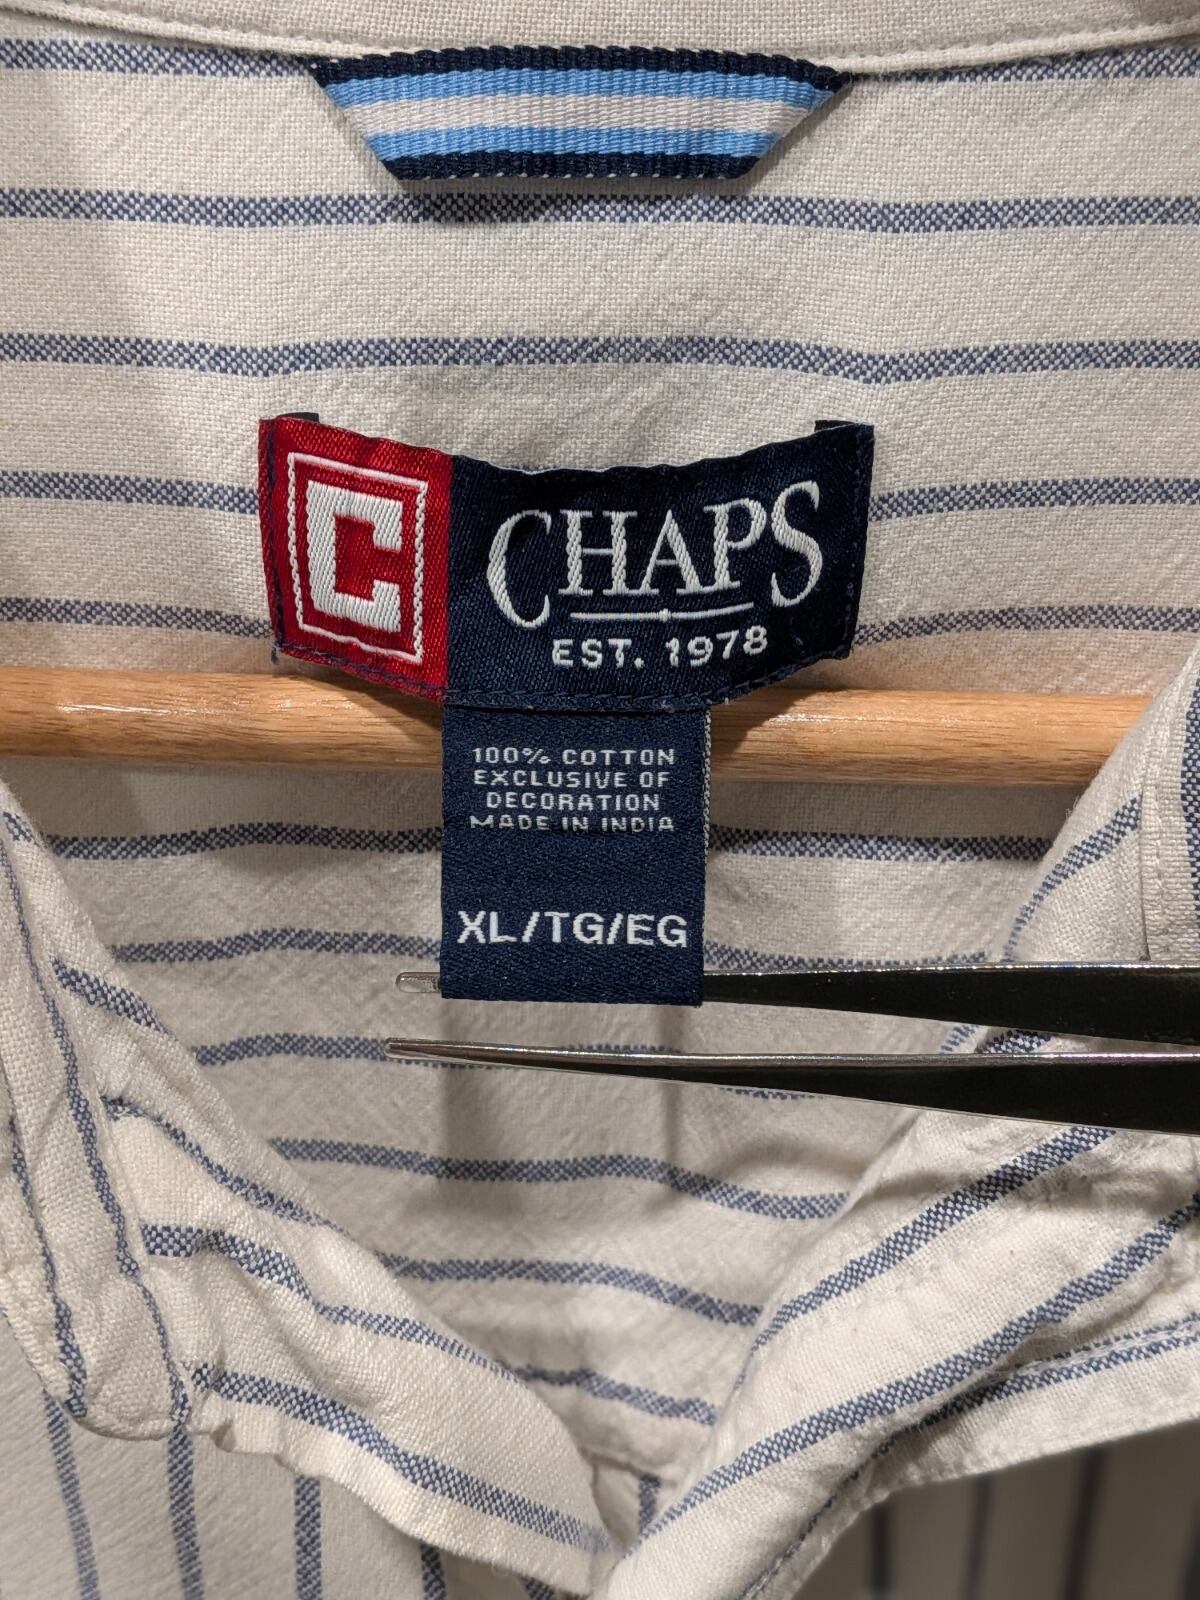 C
CHAPS
EST. 1978
100% COTTON
EXCLUSIVE OF
DECORATION
MADE IN INDIA
XL/TG/EG